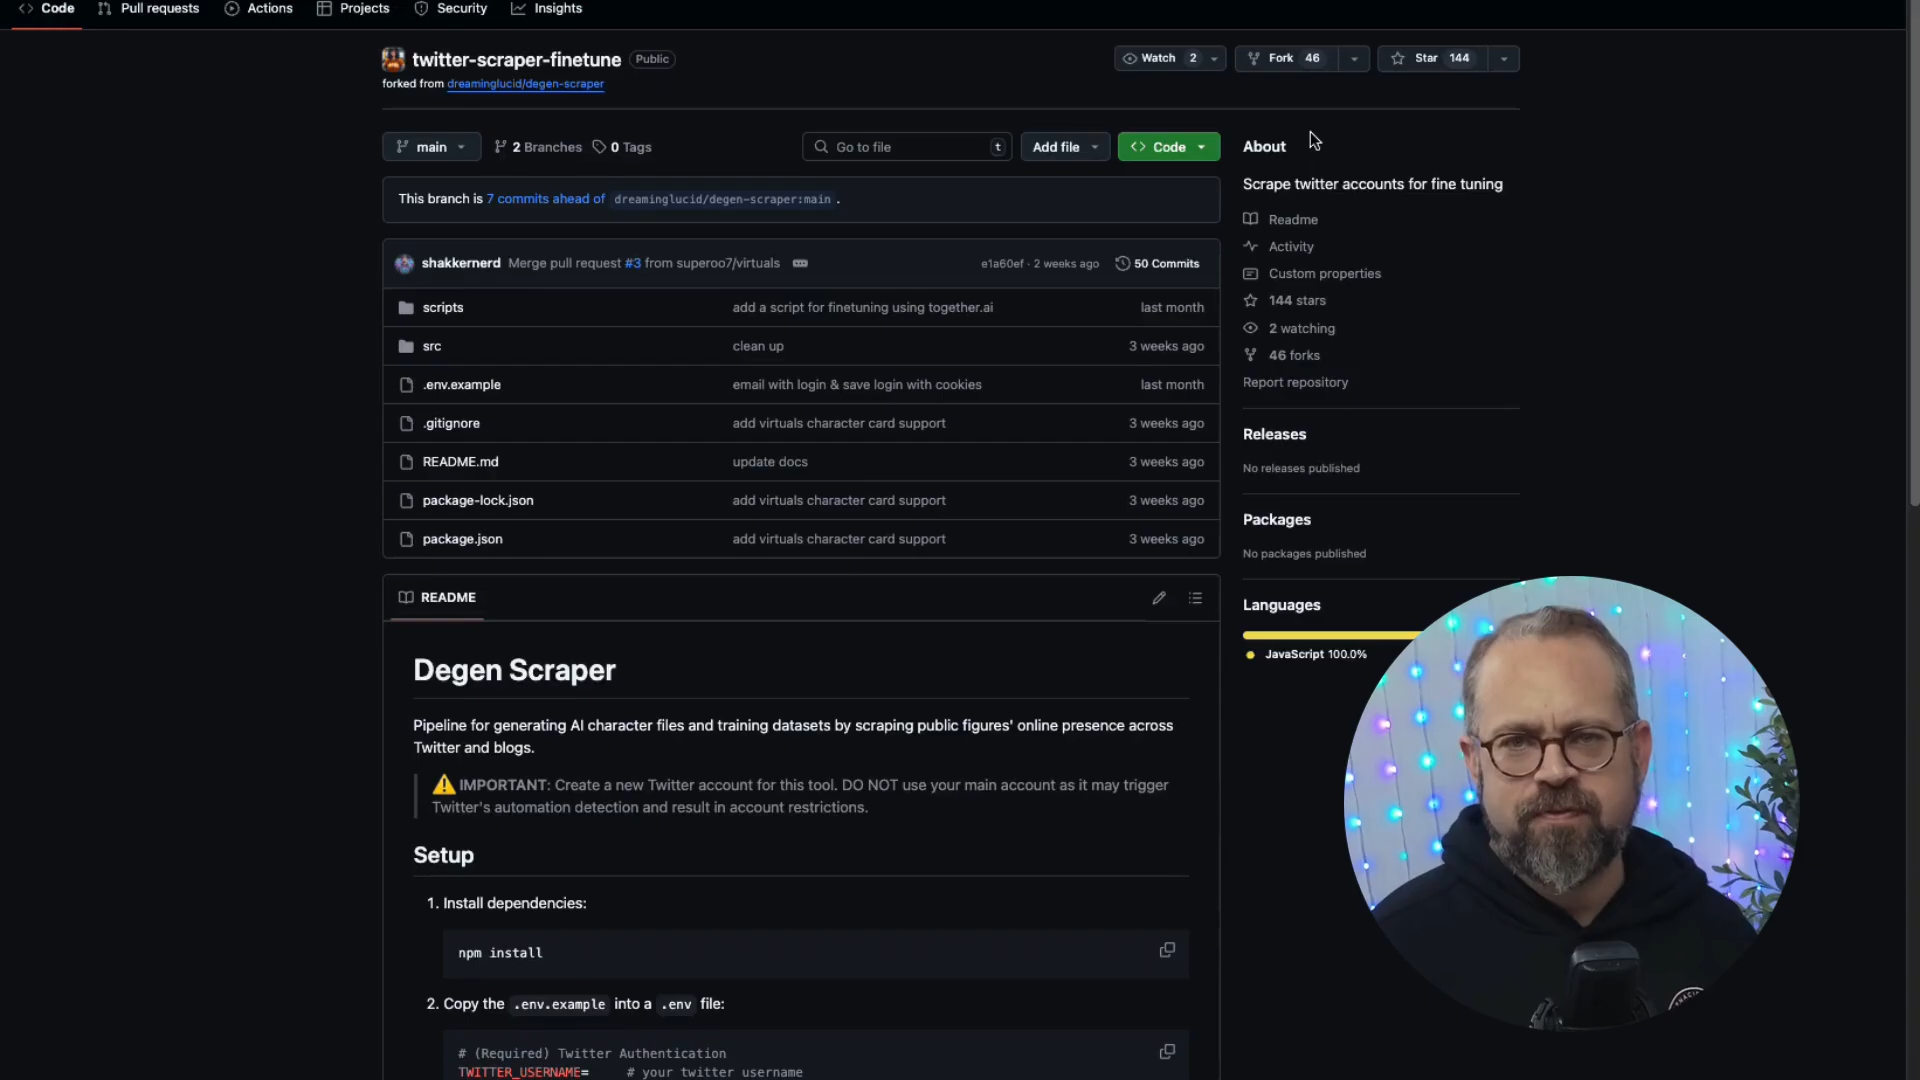 Code Pull requests Actions Projects Security Insights
twitter-scraper-finetune Public
Watch 2 Fork 46 Star 144
forked from dreaminglucid/degen-scraper
main 2 Branches 0 Tags Go to file t Add file Code
This branch is 7 commits ahead of dreaminglucid/degen-scraper:main .
shakkernerd Merge pull request #3 from superoo7/virtuals e1a60ef · 2 weeks ago 50 Commits
scripts add a script for finetuning using together.ai last month
src clean up 3 weeks ago
.env.example email with login & save login with cookies last month
.gitignore add virtuals character card support 3 weeks ago
README.md update docs 3 weeks ago
package-lock.json add virtuals character card support 3 weeks ago
package.json add virtuals character card support 3 weeks ago
README
Degen Scraper
Pipeline for generating AI character files and training datasets by scraping public figures' online presence across
Twitter and blogs.
⚠️ IMPORTANT: Create a new Twitter account for this tool. DO NOT use your main account as it may trigger
Twitter's automation detection and result in account restrictions.
Setup
1. Install dependencies:
npm install
2. Copy the .env.example into a .env file:
# (Required) Twitter Authentication
TWITTER_USERNAME= # your twitter username
About
Scrape twitter accounts for fine tuning
Readme
Activity
Custom properties
144 stars
2 watching
46 forks
Report repository
Releases
No releases published
Packages
No packages published
Languages
JavaScript 100.0%